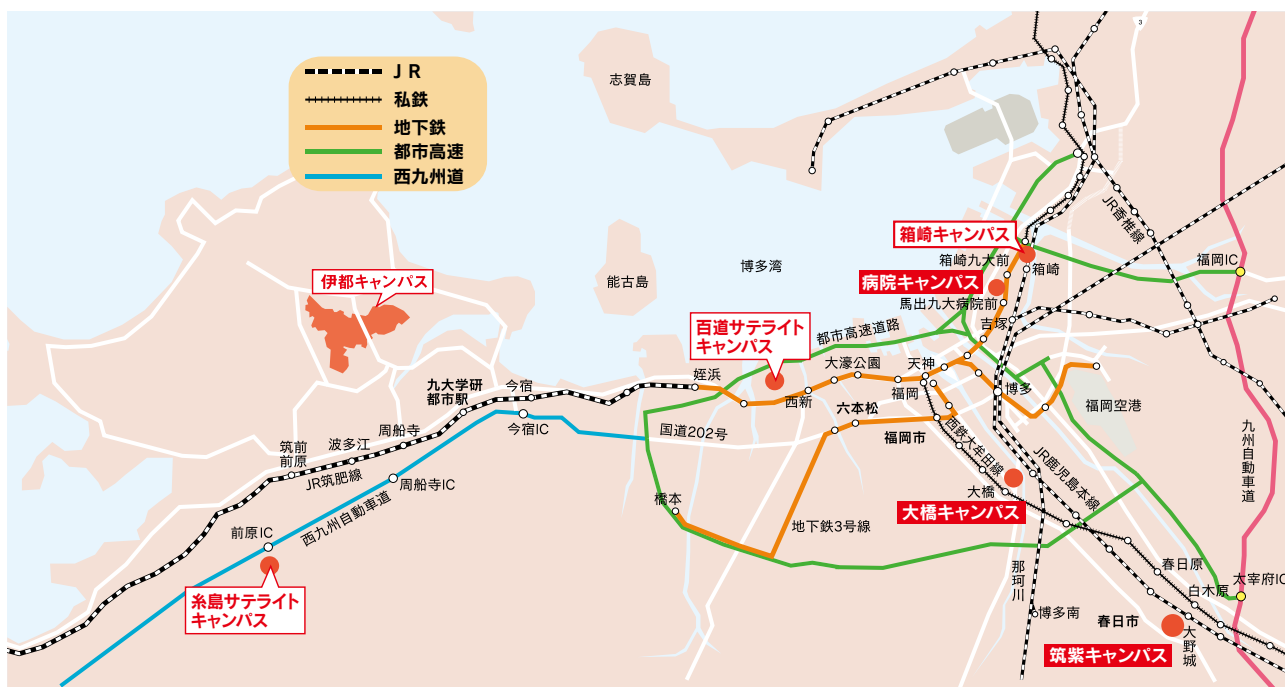 JR
私鉄
地下鉄
都市高速
西九州道
志賀島
3
JR香椎線
箱崎キャンパス
箱崎九大前
箱崎
福岡IC
伊都キャンパス
能古島
博多湾
病院キャンパス
馬出九大病院前
吉塚
百道サテライト
キャンパス
都市高速道路
大濠公園
天神
姪浜
西新
福岡
博多
福岡空港
九大学研
都市駅
今宿
今宿IC
六本松
国道202号
福岡市
西鉄大牟田線
JR鹿児島本線
九州自動車道
筑前
前原
波多江
周船寺
JR筑肥線
周船寺IC
西九州自動車道
橋本
大橋
大橋キャンパス
地下鉄3号線
前原IC
糸島サテライト
キャンパス
那珂川
博多南
春日原
白木原
太宰府IC
春日市
大野城
筑紫キャンパス